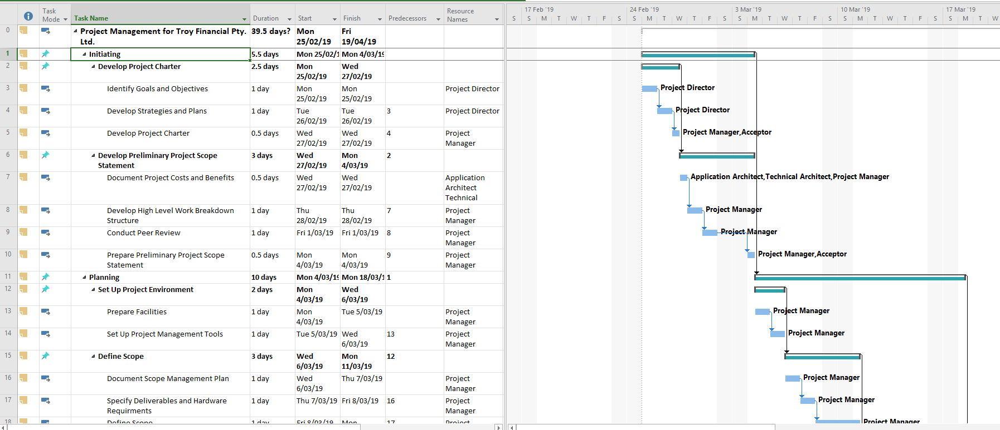 17 Feb '19 24 Feb '19 3 Mar '19 10 Mar '19 17 Mar '19
Task Mode Task Name Duration Start Finish Predecessors Resource Names S S M T W T F S S M T W T F S S M T W T F S S M T W T F S S M T W
0 Project Management for Troy Financial Pty. Ltd. 39.5 days? Mon 25/02/19 Fri 19/04/19
1 Initiating 5.5 days Mon 25/02/1 Mon 4/03/19
2 Develop Project Charter 2.5 days Mon 25/02/19 Wed 27/02/19
3 Identify Goals and Objectives 1 day Mon 25/02/19 Mon 25/02/19 Project Director Project Director
4 Develop Strategies and Plans 1 day Tue 26/02/19 Tue 26/02/19 3 Project Director Project Director
5 Develop Project Charter 0.5 days Wed 27/02/19 Wed 27/02/19 4 Project Manager Project Manager,Acceptor
6 Develop Preliminary Project Scope Statement 3 days Wed 27/02/19 Mon 4/03/19 2
7 Document Project Costs and Benefits 0.5 days Wed 27/02/19 Wed 27/02/19 Application Architect Technical Application Architect,Technical Architect,Project Manager
8 Develop High Level Work Breakdown Structure 1 day Thu 28/02/19 Thu 28/02/19 7 Project Manager Project Manager
9 Conduct Peer Review 1 day Fri 1/03/19 Fri 1/03/19 8 Project Manager Project Manager
10 Prepare Preliminary Project Scope Statement 0.5 days Mon 4/03/19 Mon 4/03/19 9 Project Manager Project Manager,Acceptor
11 Planning 10 days Mon 4/03/19 Mon 18/03/1 1
12 Set Up Project Environment 2 days Mon 4/03/19 Wed 6/03/19
13 Prepare Facilities 1 day Mon 4/03/19 Tue 5/03/19 Project Manager Project Manager
14 Set Up Project Management Tools 1 day Tue 5/03/19 Wed 6/03/19 13 Project Manager Project Manager
15 Define Scope 3 days Wed 6/03/19 Mon 11/03/19 12
16 Document Scope Management Plan 1 day Wed 6/03/19 Thu 7/03/19 Project Manager Project Manager
17 Specify Deliverables and Hardware Requirments 1 day Thu 7/03/19 Fri 8/03/19 16 Project Manager Project Manager
18 Define Scope 1 day Fri 8/03/19 Mon 17 Project Project Manager